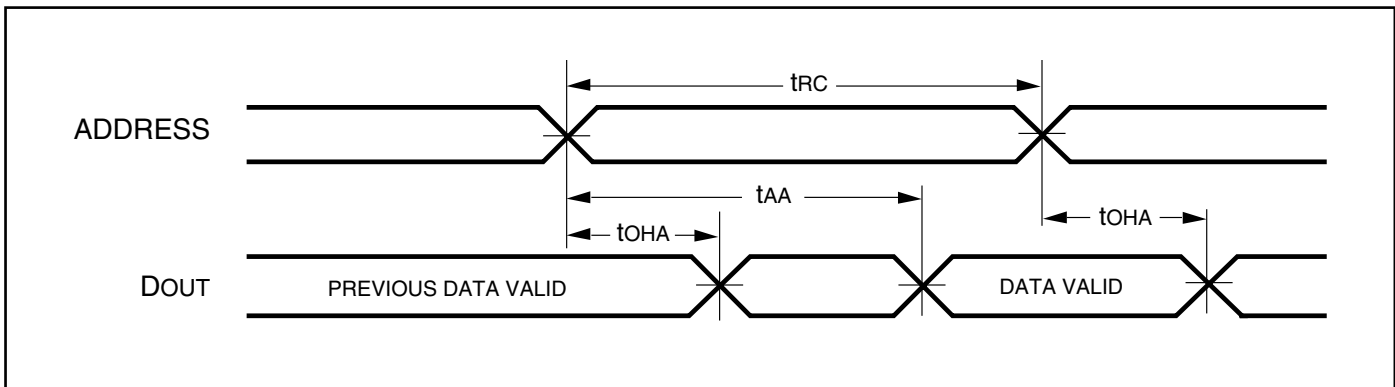 tRC
ADDRESS
tAA
tOHA
tOHA
DOUT
PREVIOUS DATA VALID
DATA VALID